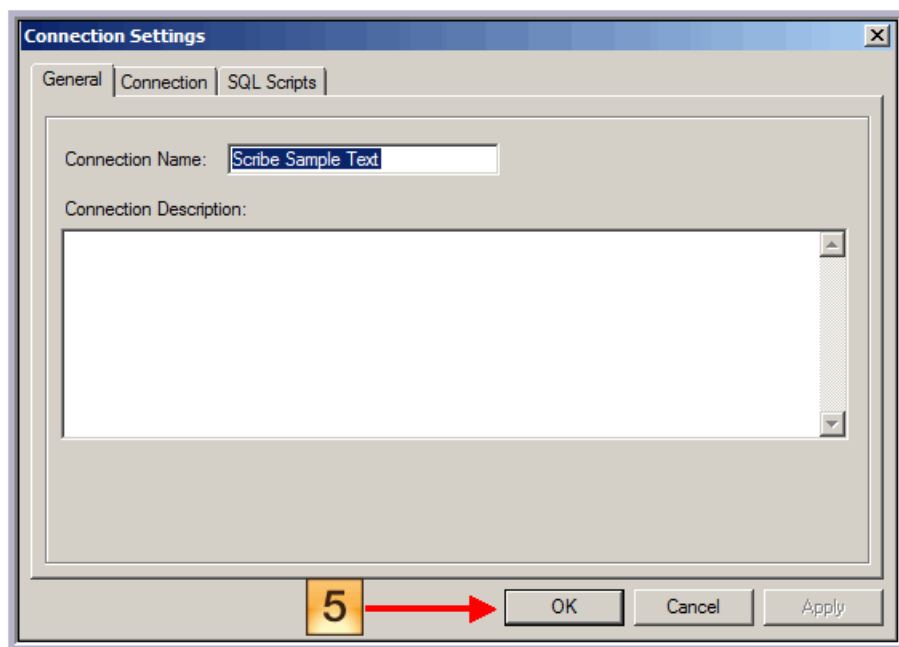 Connection Settings
General Connection SQL Scripts
Connection Name: Scribe Sample Text
Connection Description:
5 OK Cancel Apply